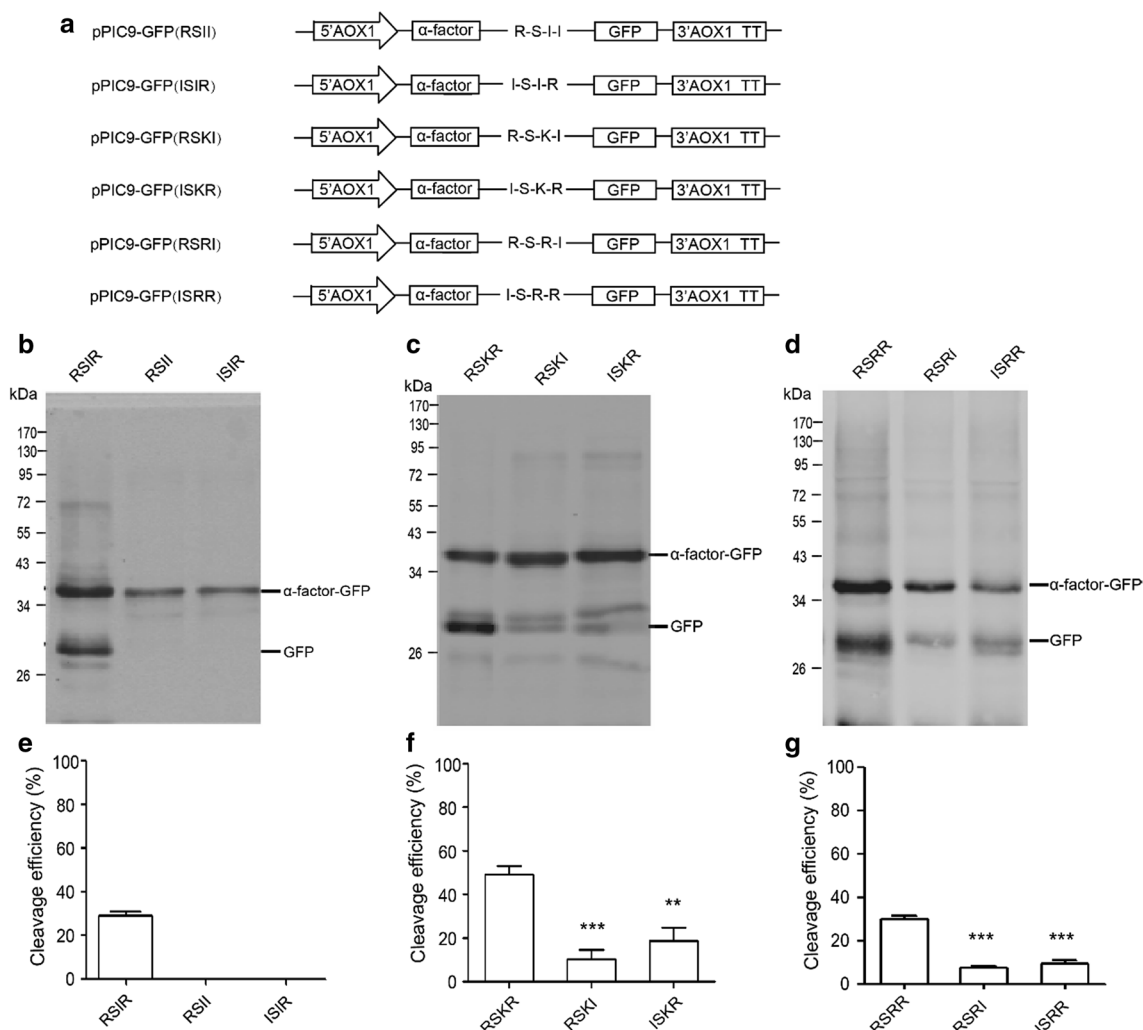 a
pPIC9-GFP(RSII) 5'AOX1 α-factor R-S-I-I GFP 3'AOX1 TT
pPIC9-GFP(ISIR) 5'AOX1 α-factor I-S-I-R GFP 3'AOX1 TT
pPIC9-GFP(RSKI) 5'AOX1 α-factor R-S-K-I GFP 3'AOX1 TT
pPIC9-GFP(ISKR) 5'AOX1 α-factor I-S-K-R GFP 3'AOX1 TT
pPIC9-GFP(RSRI) 5'AOX1 α-factor R-S-R-I GFP 3'AOX1 TT
pPIC9-GFP(ISRR) 5'AOX1 α-factor I-S-R-R GFP 3'AOX1 TT
b
RSIR RSII ISIR
kDa
170
130
95
72
55
43
34
26
α-factor-GFP
GFP
c
RSKR RSKI ISKR
kDa
170
130
95
72
55
43
34
26
α-factor-GFP
GFP
d
RSRR RSRI ISRR
kDa
170
130
95
72
55
43
34
26
α-factor-GFP
GFP
e
Cleavage efficiency (%)
100
80
60
40
20
0
RSIR RSII ISIR
f
Cleavage efficiency (%)
100
80
60
40
20
0
*** **
RSKR RSKI ISKR
g
Cleavage efficiency (%)
100
80
60
40
20
0
*** ***
RSRR RSRI ISRR